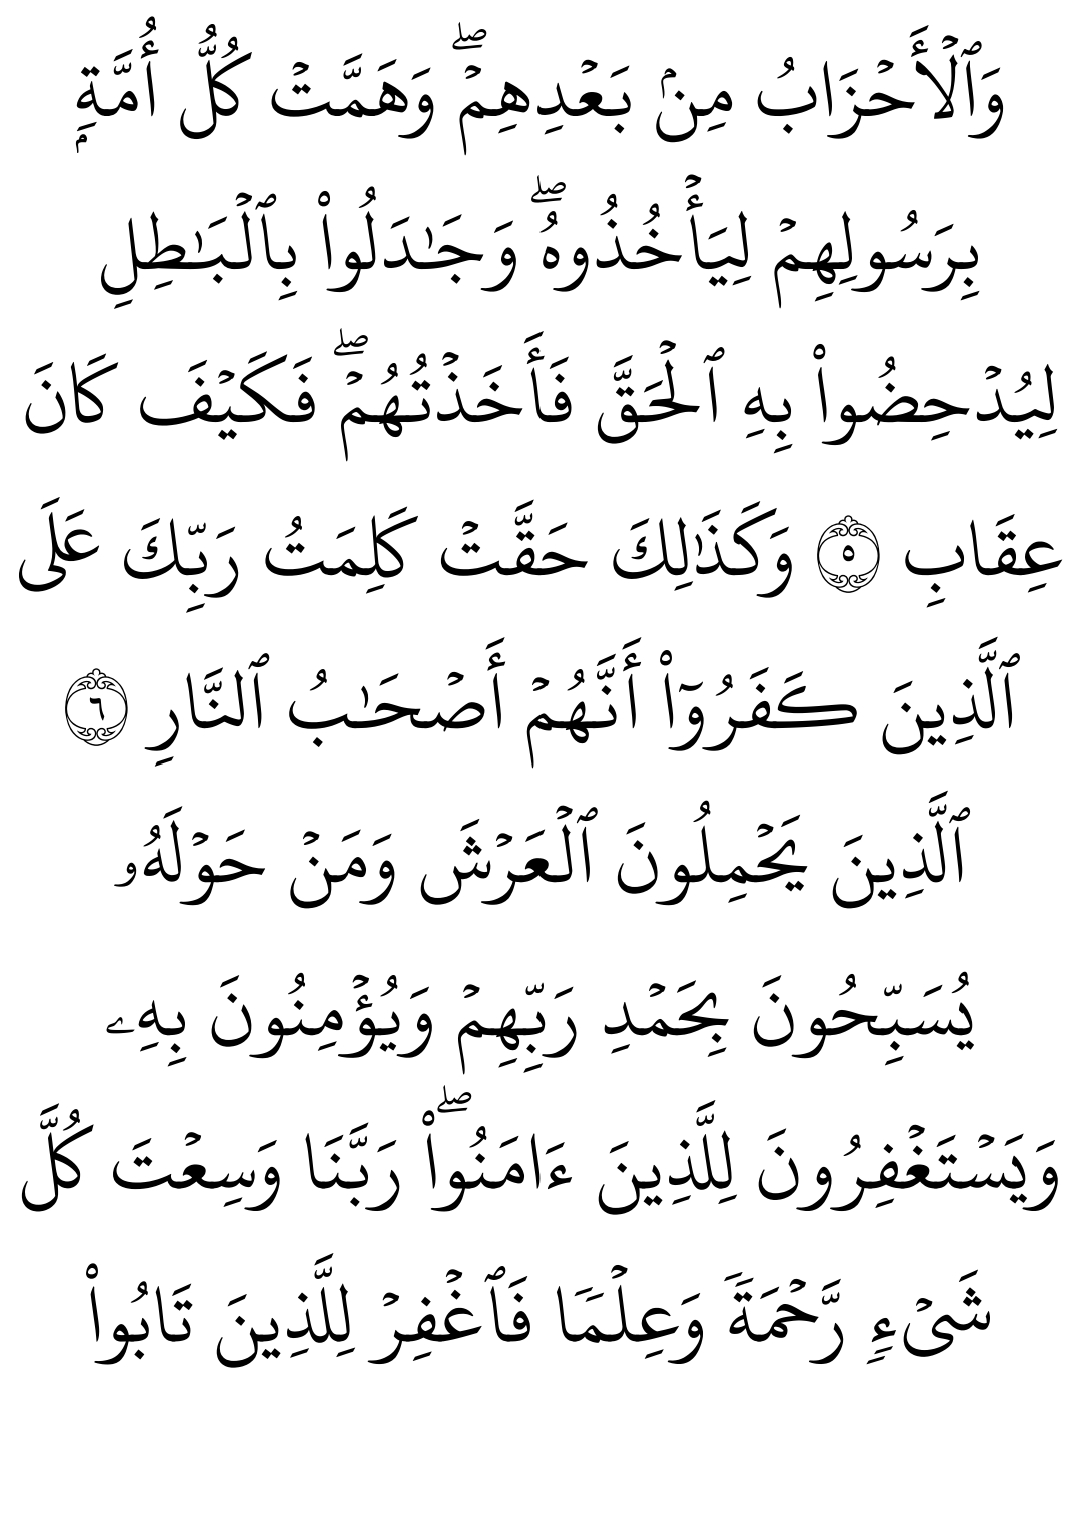 وَٱلۡأَحۡزَابُ مِنۢ بَعۡدِهِمۡۖ وَهَمَّتۡ كُلُّ أُمَّةِۭ
بِرَسُولِهِمۡ لِيَأۡخُذُوهُۖ وَجَٰدَلُواْ بِٱلۡبَٰطِلِ
لِيُدۡحِضُواْ بِهِ ٱلۡحَقَّ فَأَخَذۡتُهُمۡۖ فَكَيۡفَ كَانَ
عِقَابِ ٥ وَكَذَٰلِكَ حَقَّتۡ كَلِمَتُ رَبِّكَ عَلَى
ٱلَّذِينَ كَفَرُوٓاْ أَنَّهُمۡ أَصۡحَٰبُ ٱلنَّارِ ٦
ٱلَّذِينَ يَحۡمِلُونَ ٱلۡعَرۡشَ وَمَنۡ حَوۡلَهُۥ
يُسَبِّحُونَ بِحَمۡدِ رَبِّهِمۡ وَيُؤۡمِنُونَ بِهِۦ
وَيَسۡتَغۡفِرُونَ لِلَّذِينَ ءَامَنُواْۖ رَبَّنَا وَسِعۡتَ كُلَّ
شَيۡءٖ رَّحۡمَةٗ وَعِلۡمٗا فَٱغۡفِرۡ لِلَّذِينَ تَابُواْ